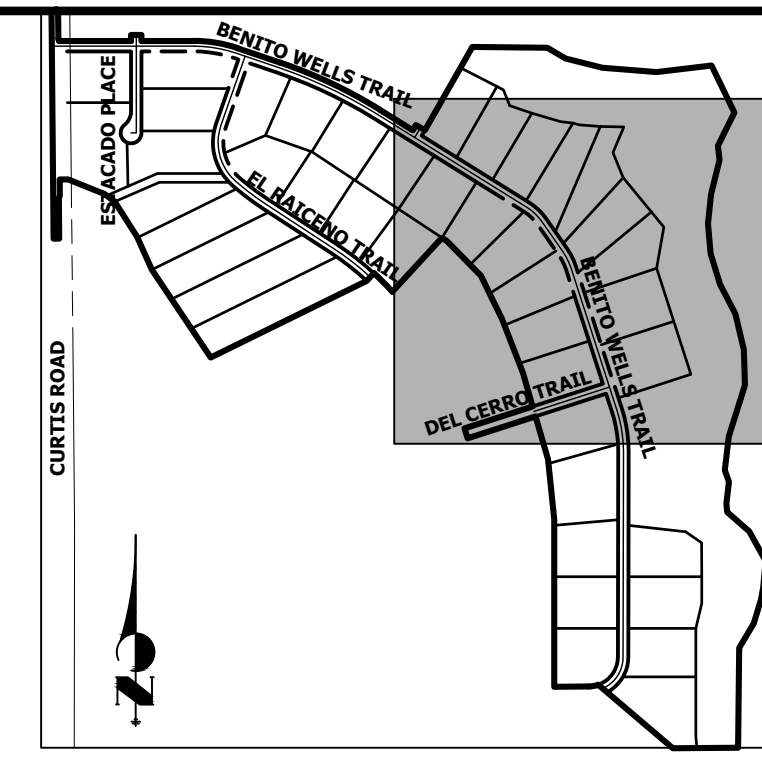 BENITO WELLS TRAIL
ESTACADO PLACE
EL RAICENO TRAIL
BENITO WELLS TRAIL
CURTIS ROAD
DEL CERRO TRAIL
N